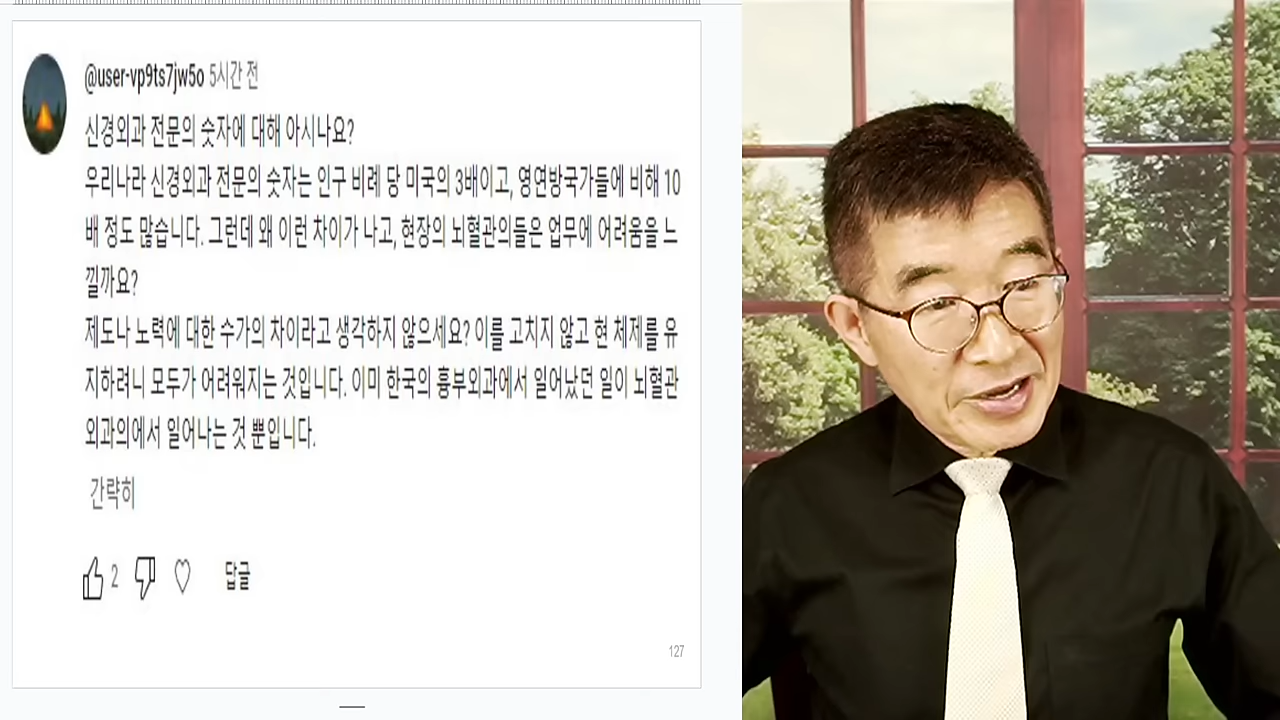 @user-vp9ts7jw5o 5시간 전
신경외과 전문의 숫자에 대해 아시나요?
우리나라 신경외과 전문의 숫자는 인구 비례 당 미국의 3배이고, 영연방국가들에 비해 10
배 정도 많습니다. 그런데 왜 이런 차이가 나고, 현장의 뇌혈관의들은 업무에 어려움을 느
낄까요?
제도나 노력에 대한 수가의 차이라고 생각하지 않으세요? 이를 고치지 않고 현 체제를 유
지하려니 모두가 어려워지는 것입니다. 이미 한국의 흉부외과에서 일어났던 일이 뇌혈관
외과의에서 일어나는 것 뿐입니다.
간략히
2 답글
127